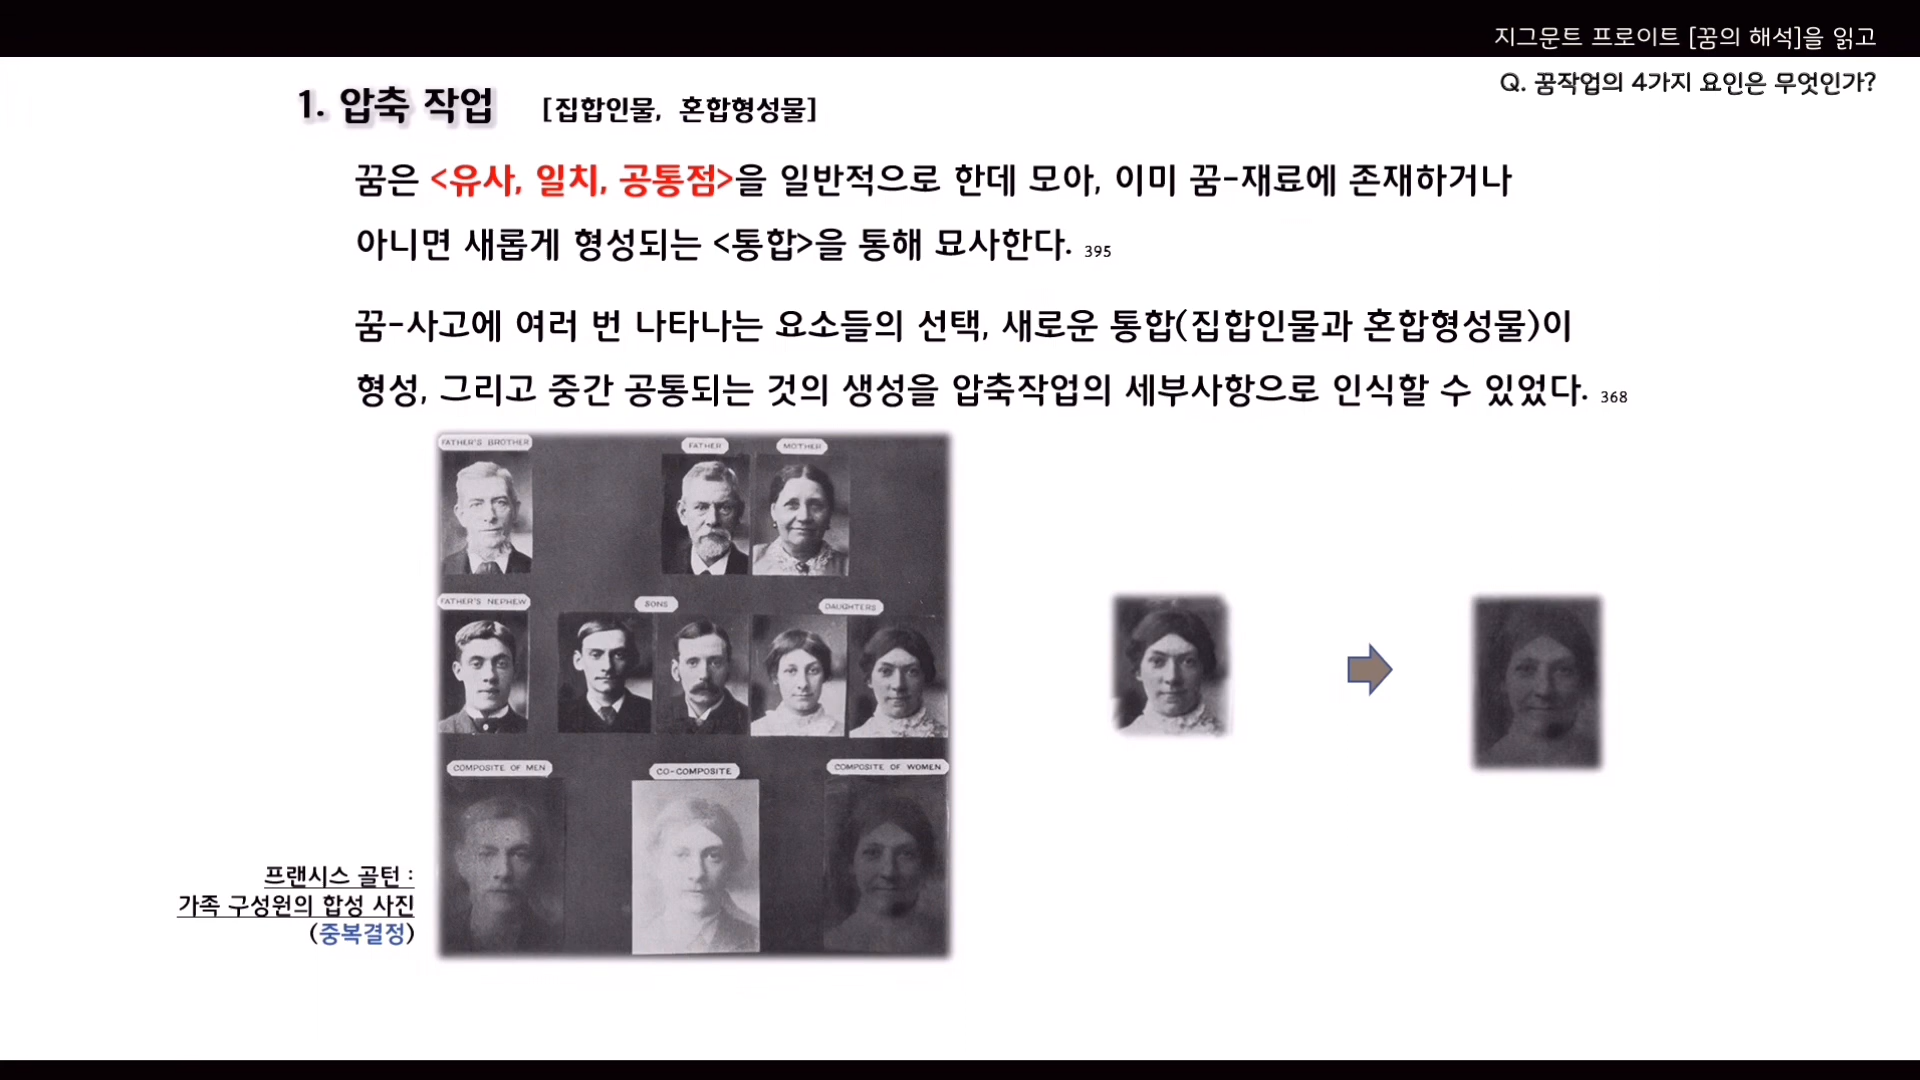 지그문트 프로이트 [꿈의 해석]을 읽고
Q. 꿈작업의 4가지 요인은 무엇인가?
1. 압축 작업 [집합인물, 혼합형성물]
꿈은 <유사, 일치, 공통점>을 일반적으로 한데 모아, 이미 꿈-재료에 존재하거나
아니면 새롭게 형성되는 <통합>을 통해 묘사한다. 395
꿈-사고에 여러 번 나타나는 요소들의 선택, 새로운 통합(집합인물과 혼합형성물)이
형성, 그리고 중간 공통되는 것의 생성을 압축작업의 세부사항으로 인식할 수 있었다. 368
FATHER'S BROTHER
FATHER
MOTHER
FATHER'S NEPHEW
SONS
DAUGHTERS
COMPOSITE OF MEN
CO-COMPOSITE
COMPOSITE OF WOMEN
프랜시스 골턴 :
가족 구성원의 합성 사진
(중복결정)